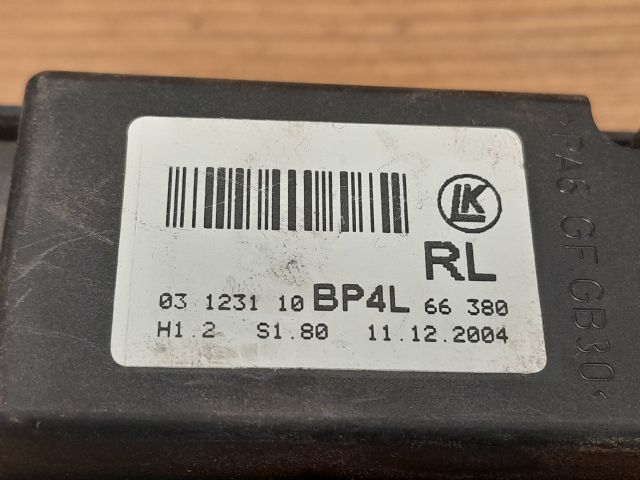 LK
RL
03 1231 10 BP4L 66 380
H1.2 S1.80 11.12.2004
>PA6.GF.GB30<